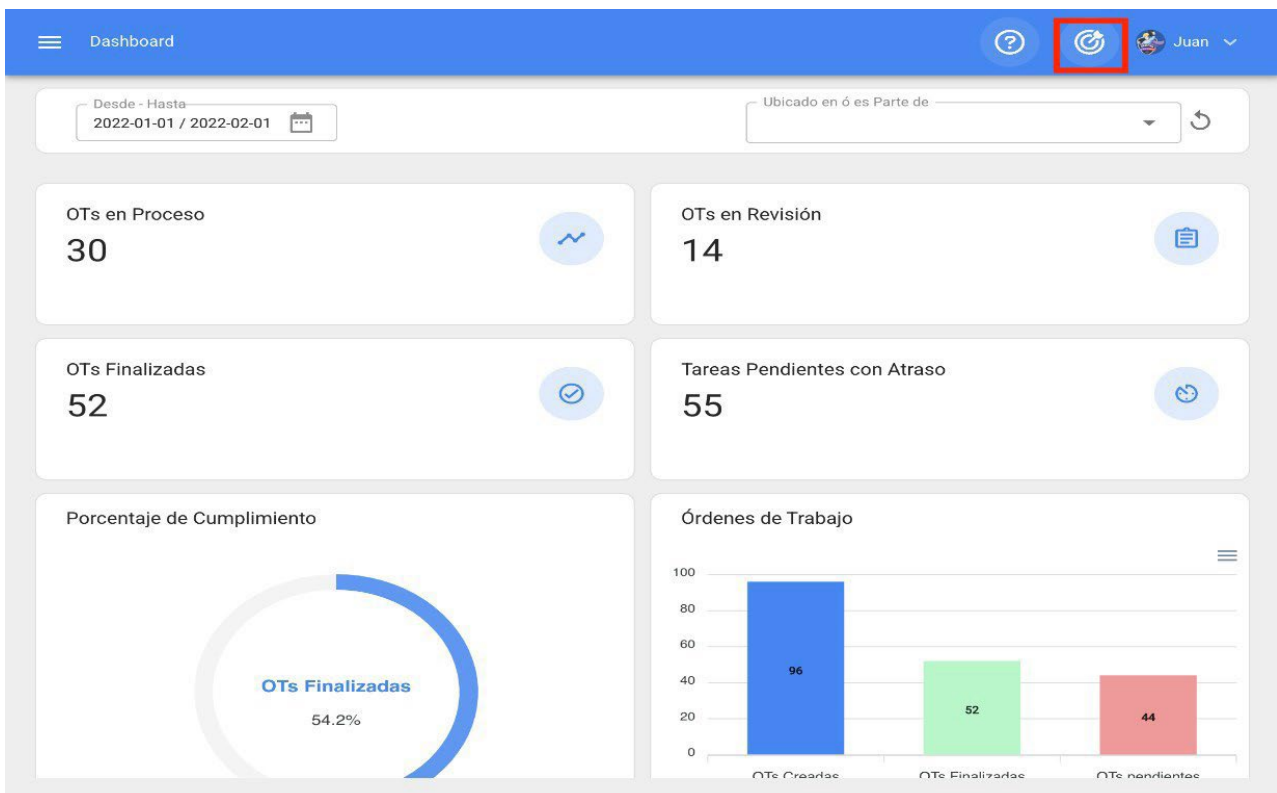 Dashboard
Juan
Desde - Hasta
2022-01-01 / 2022-02-01
Ubicado en ó es Parte de
OTs en Proceso
30
OTs en Revisión
14
OTs Finalizadas
52
Tareas Pendientes con Atraso
55
Porcentaje de Cumplimiento
OTs Finalizadas
54.2%
Órdenes de Trabajo
100
80
60
40
20
0
96
52
44
OTs Creadas
OTs Finalizadas
OTs pendientes